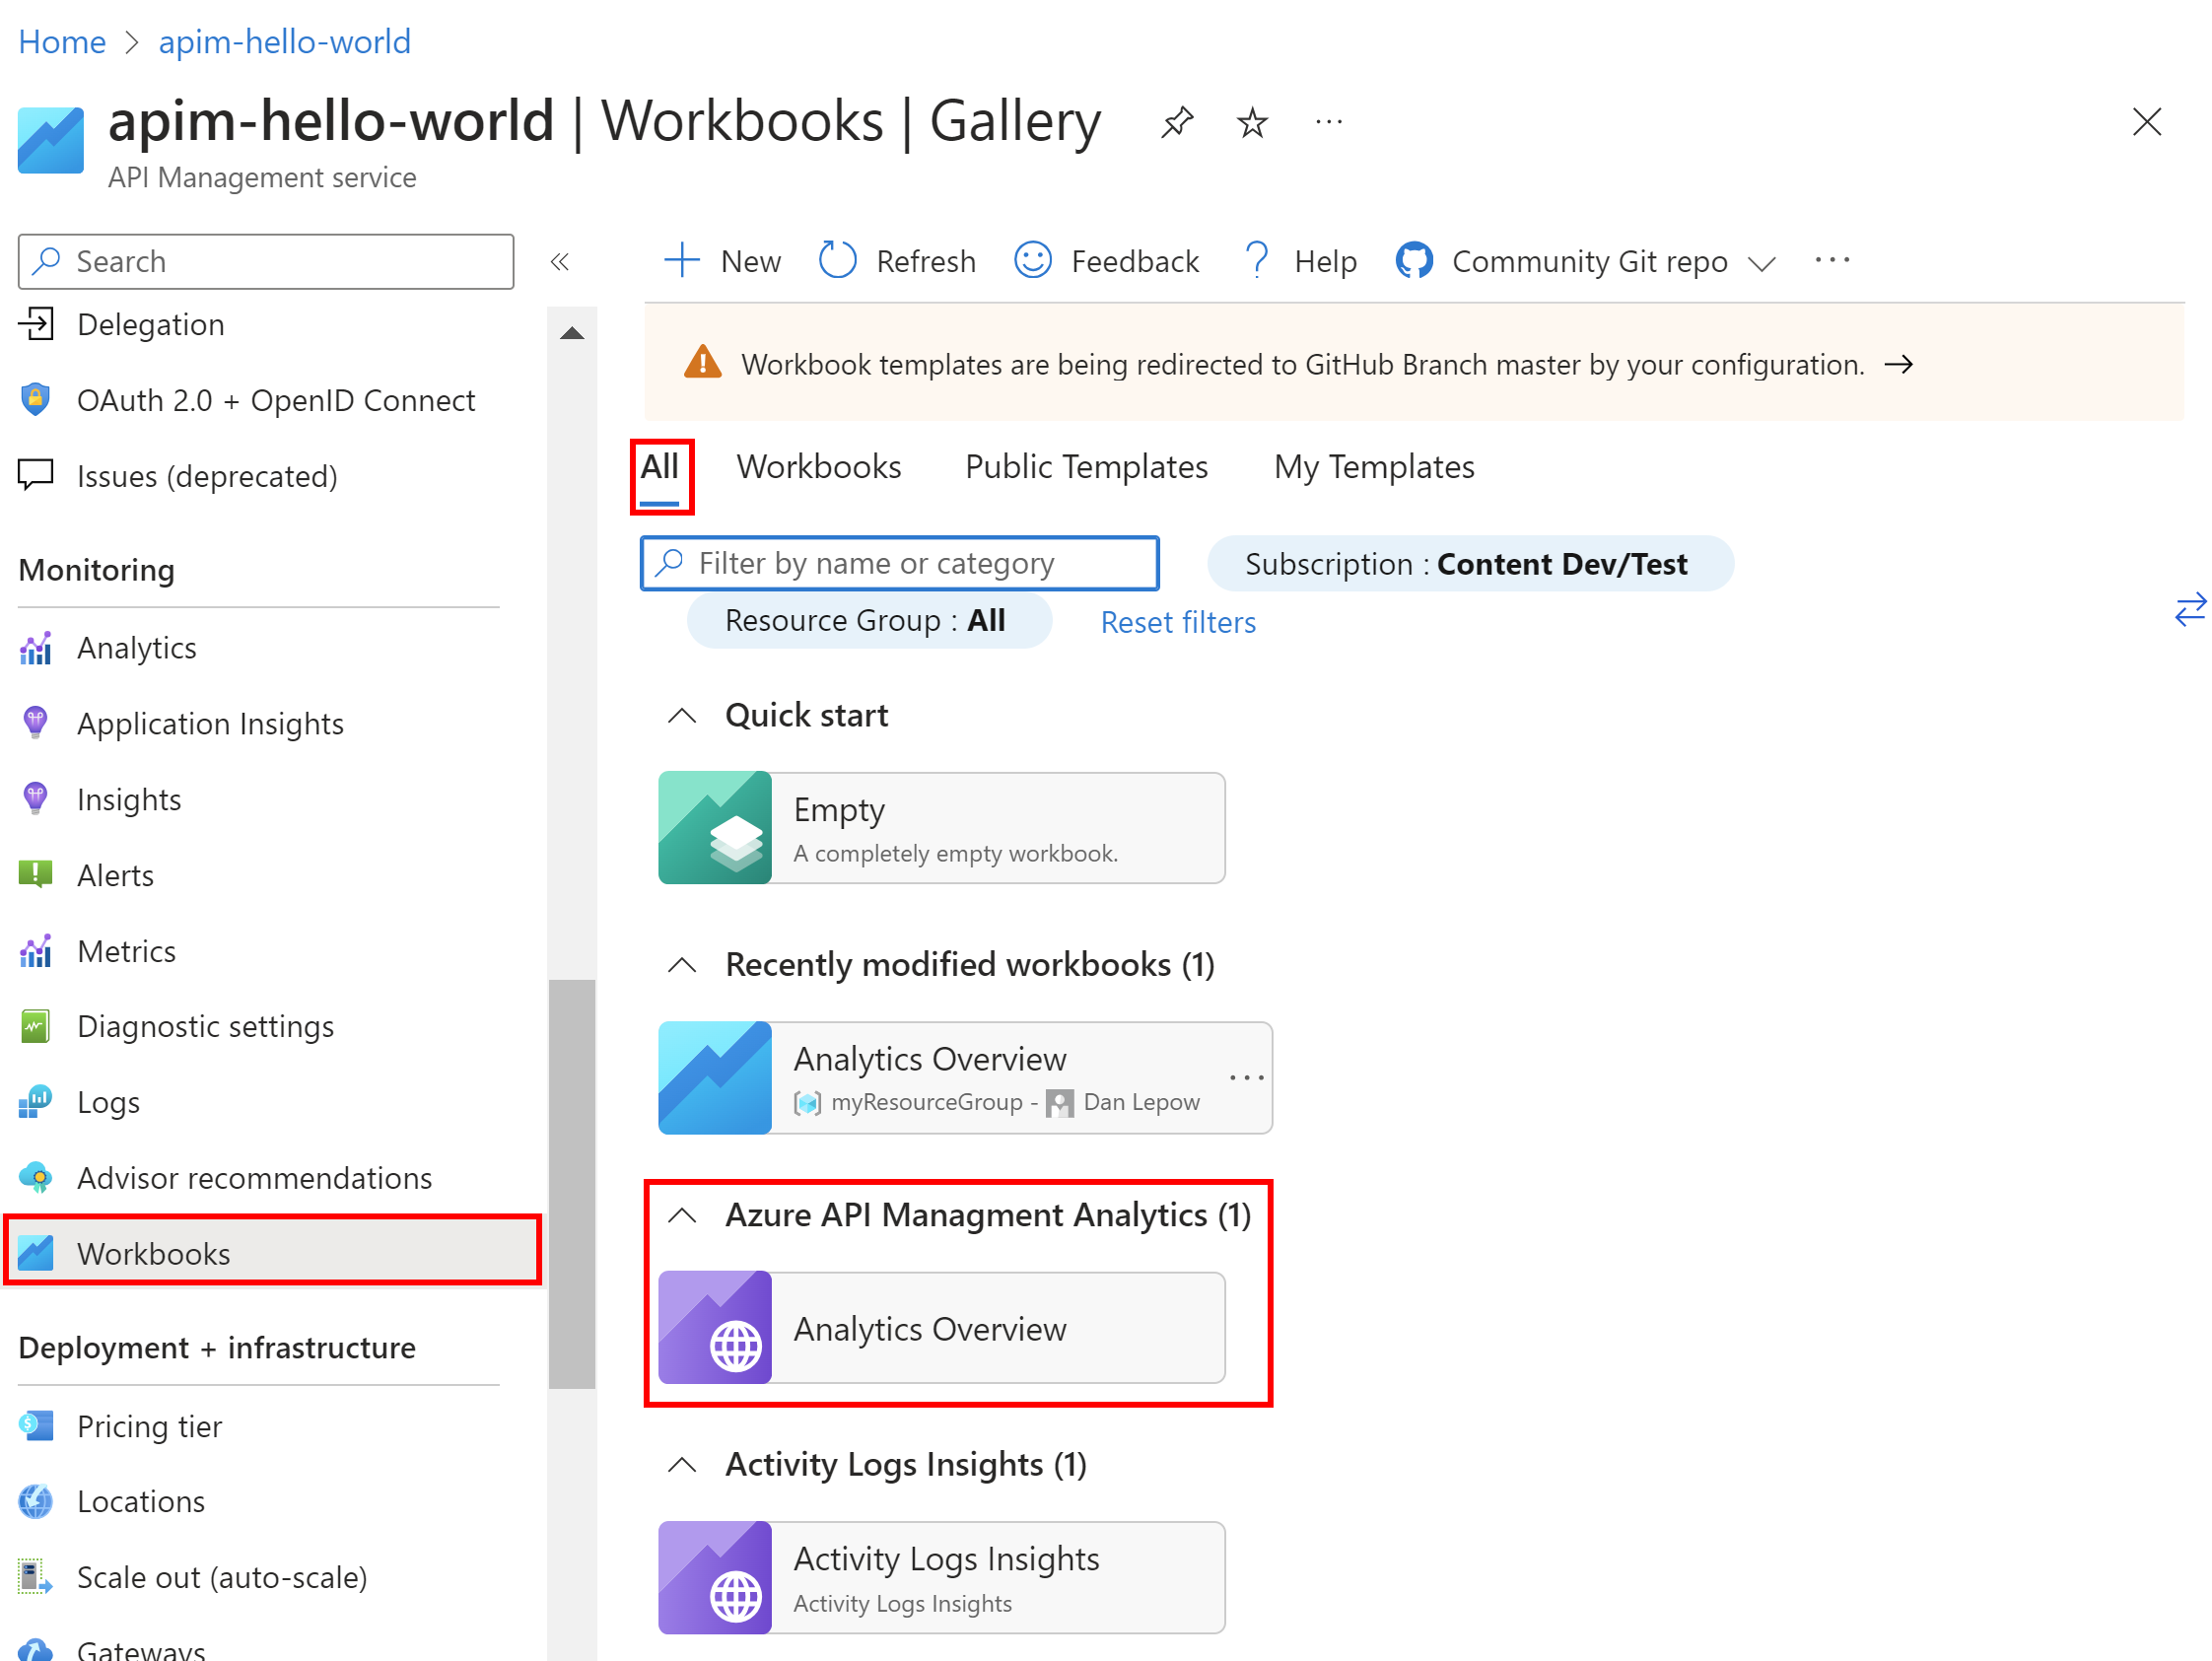 Home > apim-hello-world
apim-hello-world | Workbooks | Gallery ...
API Management service
Search
«
Delegation
OAuth 2.0 + OpenID Connect
Issues (deprecated)
Monitoring
Analytics
Application Insights
Insights
Alerts
Metrics
Diagnostic settings
Logs
Advisor recommendations
Workbooks
Deployment + infrastructure
Pricing tier
Locations
Scale out (auto-scale)
Gateways
New Refresh Feedback Help Community Git repo ...
Workbook templates are being redirected to GitHub Branch master by your configuration. →
All Workbooks Public Templates My Templates
Filter by name or category Subscription : Content Dev/Test
Resource Group : All Reset filters
Quick start
Empty
A completely empty workbook.
Recently modified workbooks (1)
Analytics Overview
myResourceGroup - Dan Lepow
...
Azure API Managment Analytics (1)
Analytics Overview
Activity Logs Insights (1)
Activity Logs Insights
Activity Logs Insights